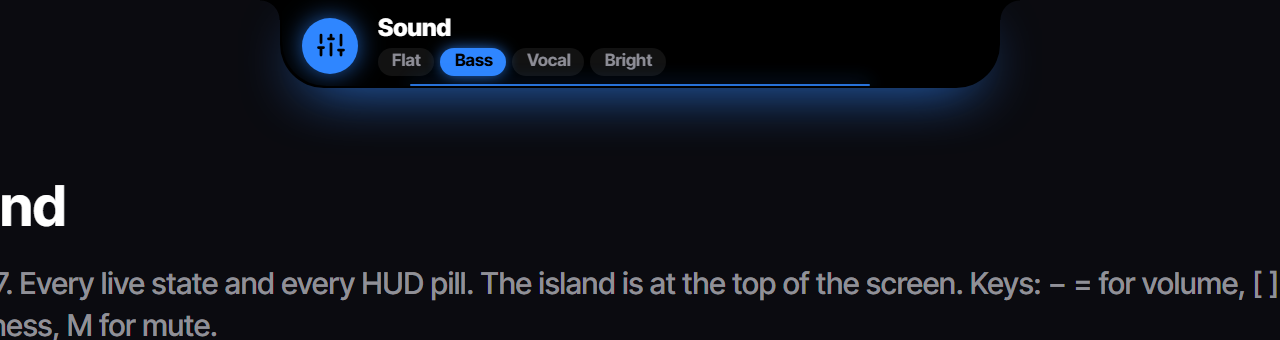 Sound
Flat Bass Vocal Bright
nd
7. Every live state and every HUD pill. The island is at the top of the screen. Keys: − = for volume, [ ]
ness, M for mute.